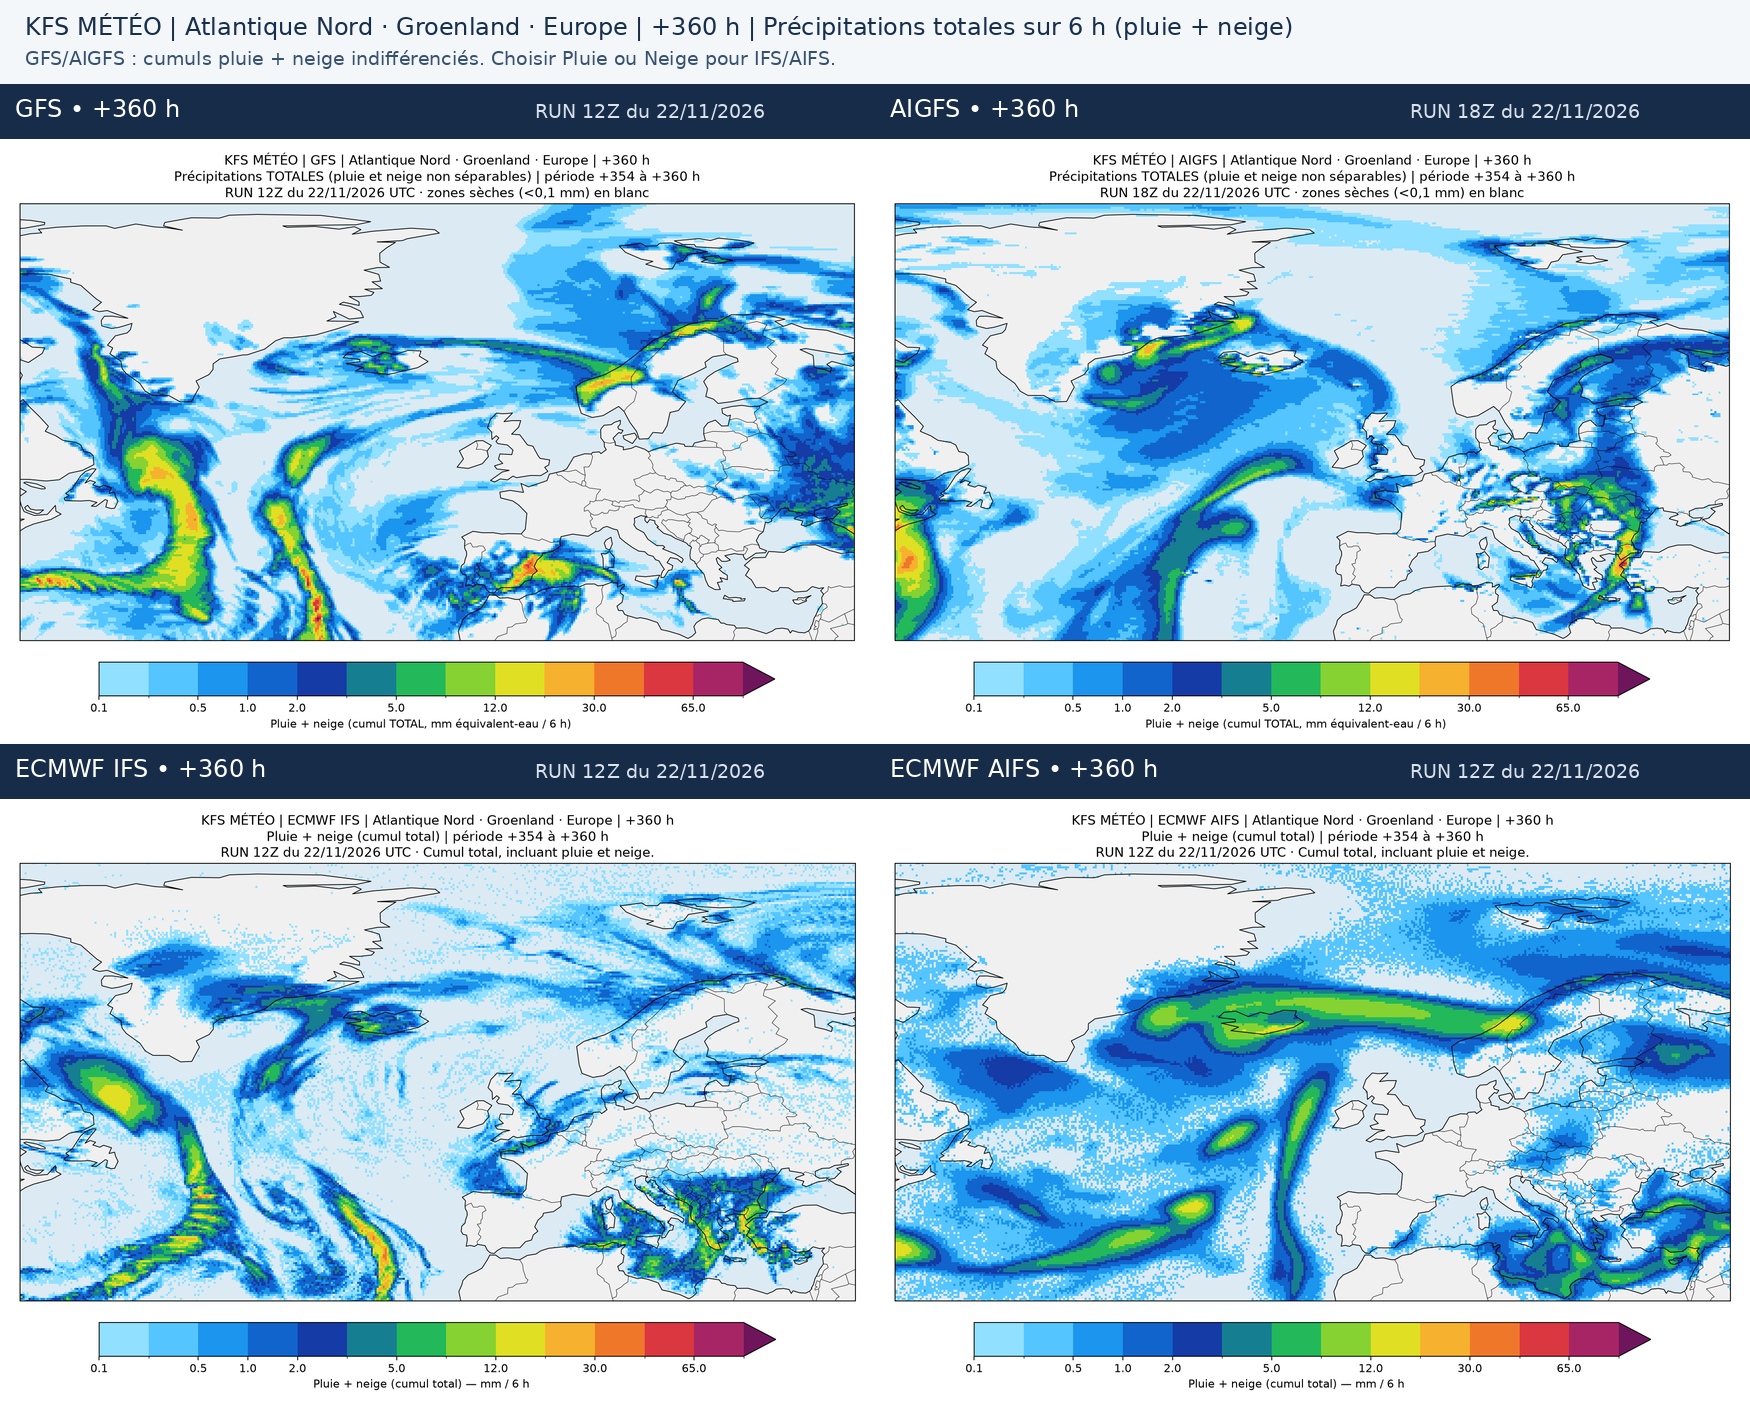 KFS MÉTÉO | Atlantique Nord · Groenland · Europe | +360 h | Précipitations totales sur 6 h (pluie + neige)
GFS/AIGFS : cumuls pluie + neige indifférenciés. Choisir Pluie ou Neige pour IFS/AIFS.
GFS • +360 h
RUN 12Z du 22/11/2026
AIGFS • +360 h
RUN 18Z du 22/11/2026
KFS MÉTÉO | GFS | Atlantique Nord · Groenland · Europe | +360 h
Précipitations TOTALES (pluie et neige non séparables) | période +354 à +360 h
RUN 12Z du 22/11/2026 UTC · zones sèches (<0,1 mm) en blanc
KFS MÉTÉO | AIGFS | Atlantique Nord · Groenland · Europe | +360 h
Précipitations TOTALES (pluie et neige non séparables) | période +354 à +360 h
RUN 18Z du 22/11/2026 UTC · zones sèches (<0,1 mm) en blanc
0.1 0.5 1.0 2.0 5.0 12.0 30.0 65.0
Pluie + neige (cumul TOTAL, mm équivalent-eau / 6 h)
0.1 0.5 1.0 2.0 5.0 12.0 30.0 65.0
Pluie + neige (cumul TOTAL, mm équivalent-eau / 6 h)
ECMWF IFS • +360 h
RUN 12Z du 22/11/2026
ECMWF AIFS • +360 h
RUN 12Z du 22/11/2026
KFS MÉTÉO | ECMWF IFS | Atlantique Nord · Groenland · Europe | +360 h
Pluie + neige (cumul total) | période +354 à +360 h
RUN 12Z du 22/11/2026 UTC · Cumul total, incluant pluie et neige.
KFS MÉTÉO | ECMWF AIFS | Atlantique Nord · Groenland · Europe | +360 h
Pluie + neige (cumul total) | période +354 à +360 h
RUN 12Z du 22/11/2026 UTC · Cumul total, incluant pluie et neige.
0.1 0.5 1.0 2.0 5.0 12.0 30.0 65.0
Pluie + neige (cumul total) — mm / 6 h
0.1 0.5 1.0 2.0 5.0 12.0 30.0 65.0
Pluie + neige (cumul total) — mm / 6 h